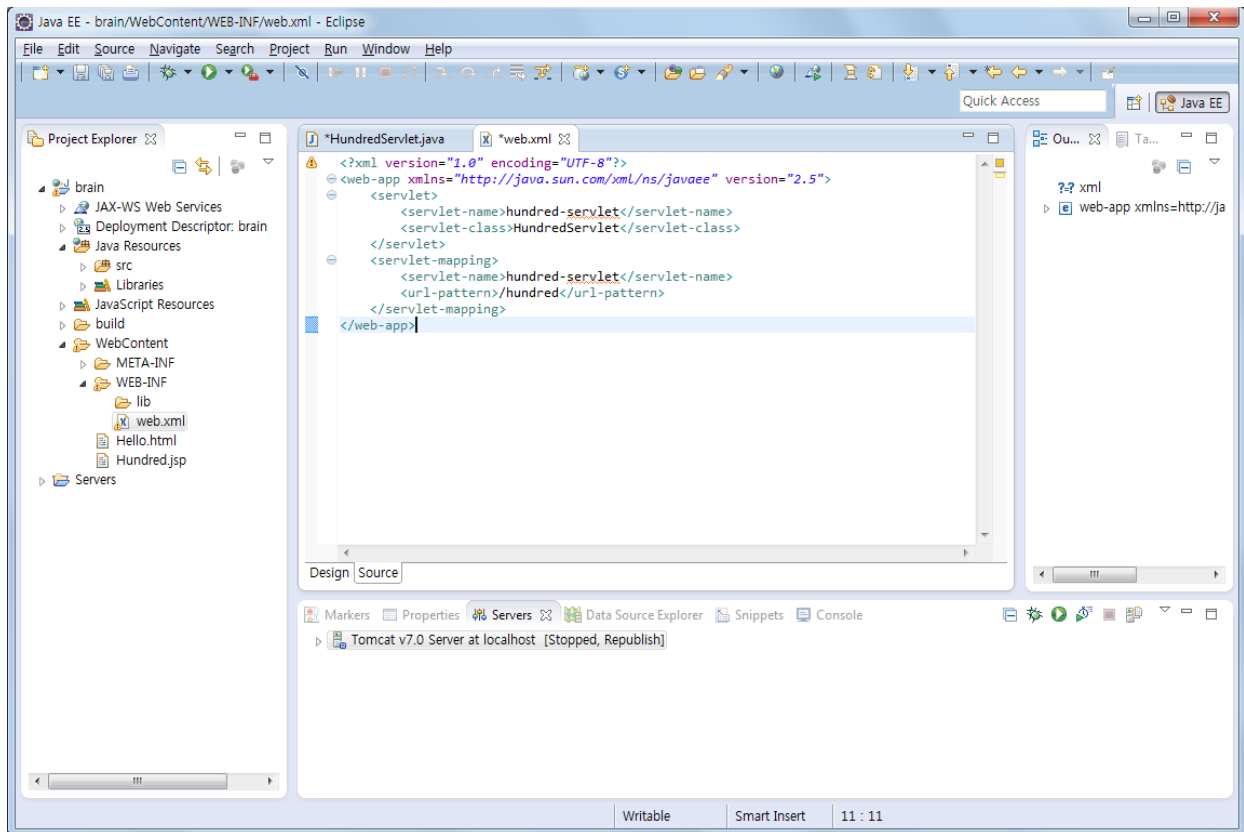 Java EE - brain/WebContent/WEB-INF/web.xml - Eclipse
File Edit Source Navigate Search Project Run Window Help
Quick Access
Java EE
Project Explorer
brain
JAX-WS Web Services
Deployment Descriptor: brain
Java Resources
src
Libraries
JavaScript Resources
build
WebContent
META-INF
WEB-INF
lib
web.xml
Hello.html
Hundred.jsp
Servers
*HundredServlet.java *web.xml
<?xml version="1.0" encoding="UTF-8"?>
<web-app xmlns="http://java.sun.com/xml/ns/javaee" version="2.5">
<servlet>
<servlet-name>hundred-servlet</servlet-name>
<servlet-class>HundredServlet</servlet-class>
</servlet>
<servlet-mapping>
<servlet-name>hundred-servlet</servlet-name>
<url-pattern>/hundred</url-pattern>
</servlet-mapping>
</web-app>
Design Source
Ou... Ta...
?=? xml
e web-app xmlns=http://ja
Markers Properties Servers Data Source Explorer Snippets Console
Tomcat v7.0 Server at localhost [Stopped, Republish]
Writable Smart Insert 11 : 11